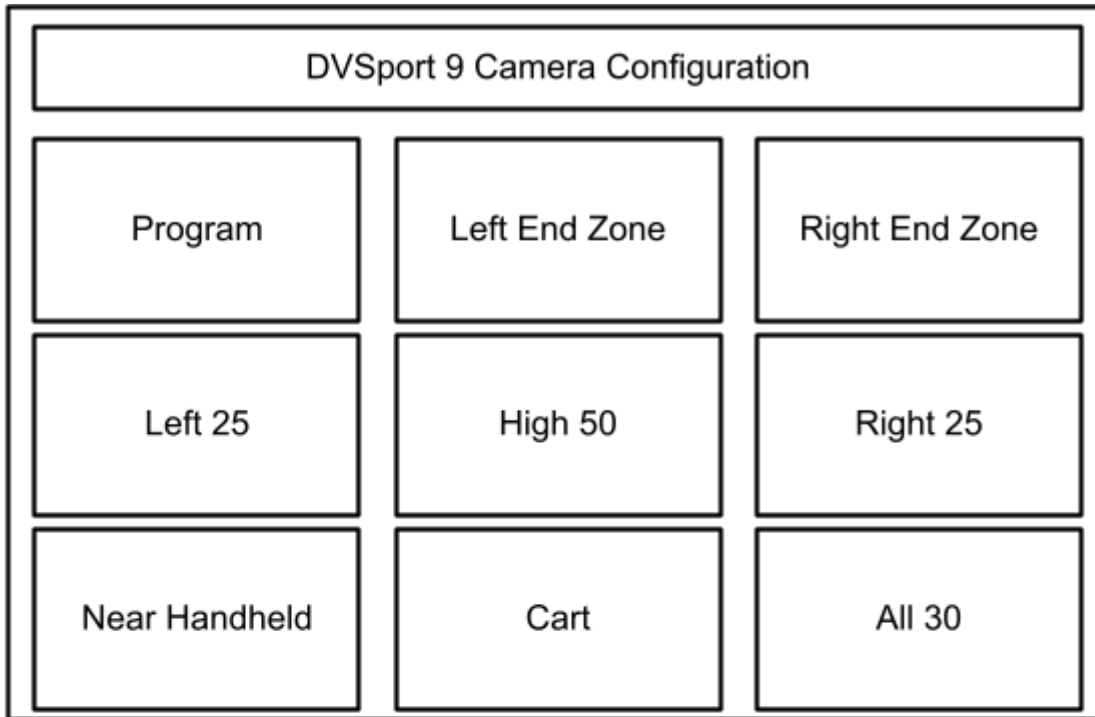 DVSport 9 Camera Configuration
Program
Left End Zone
Right End Zone
Left 25
High 50
Right 25
Near Handheld
Cart
All 30